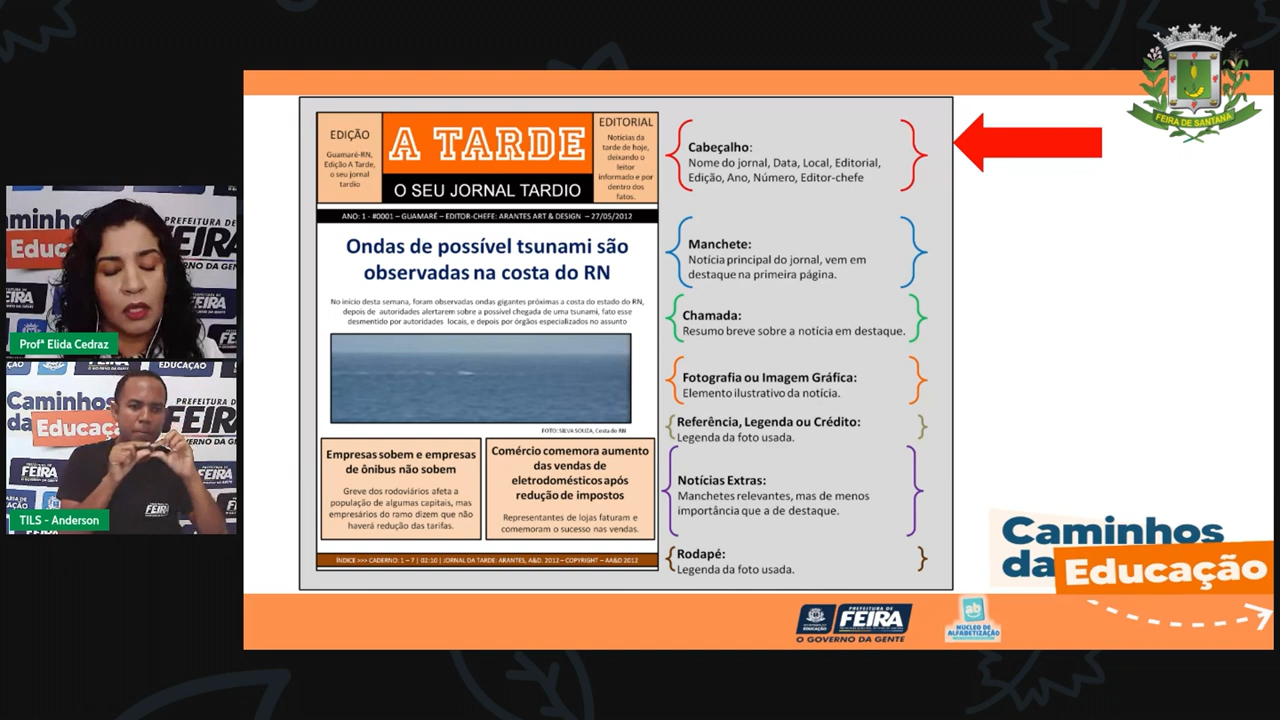 FEIRA DE SANTANA
EDIÇÃO
Guamaré-RN,
Edição A Tarde,
o seu jornal
tardio
A TARDE
O SEU JORNAL TARDIO
EDITORIAL
Notícias da
tarde de hoje,
deixando o
leitor
informado e por
dentro dos
fatos.
ANO: 1 - #0001 – GUAMARÉ – EDITOR-CHEFE: ARANTES ART & DESIGN – 27/05/2012
Ondas de possível tsunami são
observadas na costa do RN
No início desta semana, foram observadas ondas gigantes próximas a costa do estado do RN,
depois de autoridades alertarem sobre a possível chegada de uma tsunami, fato esse
desmentido por autoridades locais, e depois por órgãos especializados no assunto
FOTO: SILVA SOUZA, Costa do RN
Empresas sobem e empresas
de ônibus não sobem
Greve dos rodoviários afeta a
população de algumas capitais, mas
empresários do ramo dizem que não
haverá redução das tarifas.
Comércio comemora aumento
das vendas de
eletrodomésticos após
redução de impostos
Representantes de lojas faturam e
comemoram o sucesso nas vendas.
ÍNDICE >>> CADERNO: 1 – 7 | 02:10 | JORNAL DA TARDE: ARANTES, A&D. 2012 – COPYRIGHT – AA&D 2012
Cabeçalho:
Nome do jornal, Data, Local, Editorial,
Edição, Ano, Número, Editor-chefe
Manchete:
Notícia principal do jornal, vem em
destaque na primeira página.
Chamada:
Resumo breve sobre a notícia em destaque.
Fotografia ou Imagem Gráfica:
Elemento ilustrativo da notícia.
Referência, Legenda ou Crédito:
Legenda da foto usada.
Notícias Extras:
Manchetes relevantes, mas de menos
importância que a de destaque.
Rodapé:
Legenda da foto usada.
Profª Elida Cedraz
TILS - Anderson
Caminhos
da Educação
PREFEITURA DE
FEIRA
O GOVERNO DA GENTE
EDUCAÇÃO
ab
NÚCLEO DE
ALFABETIZAÇÃO